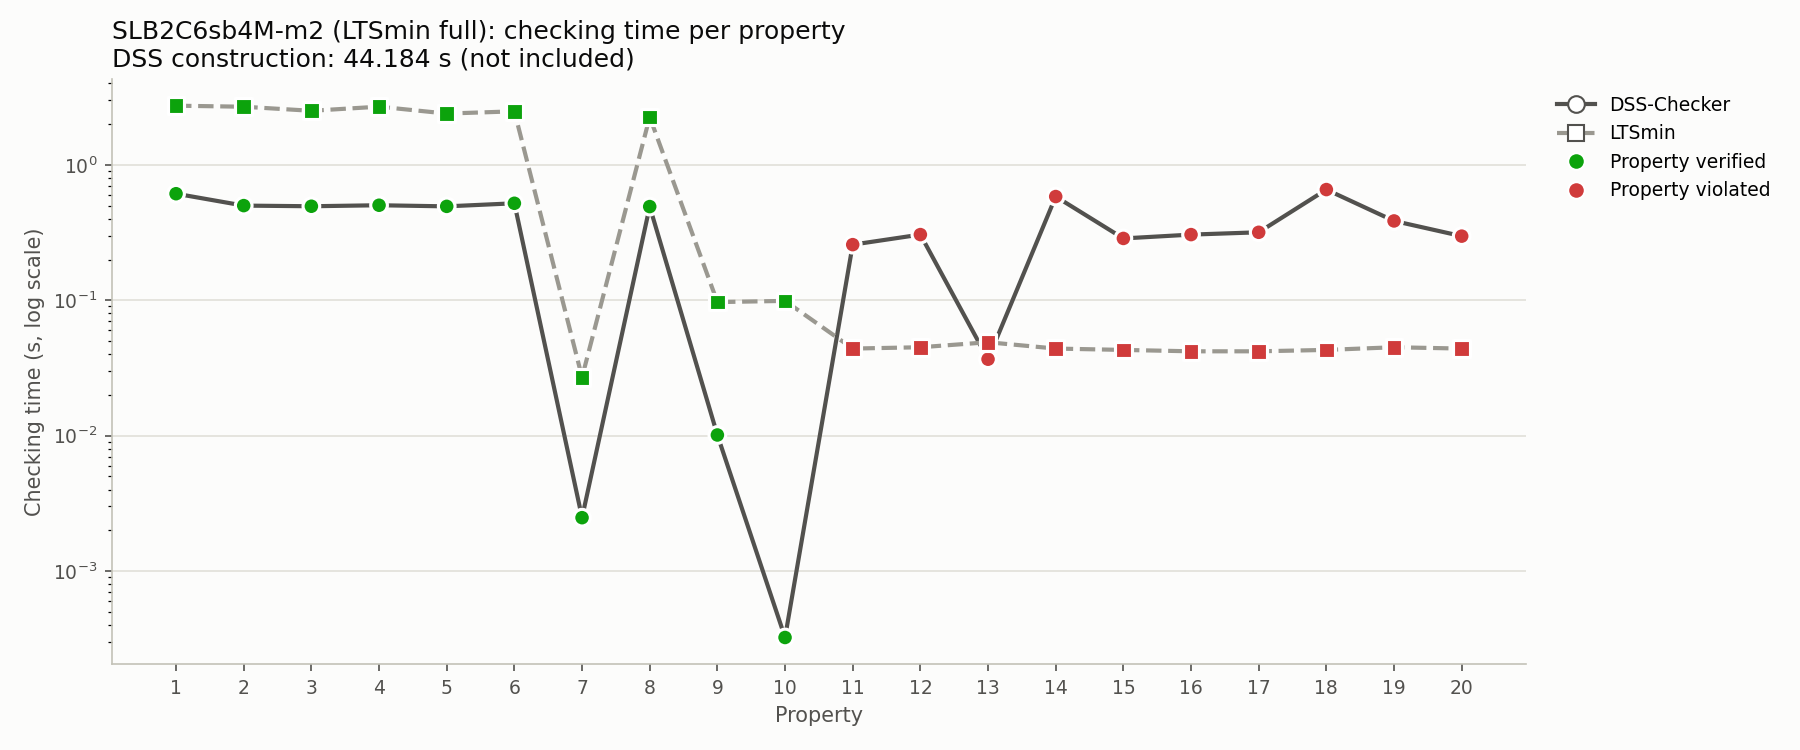 SLB2C6sb4M-m2 (LTSmin full): checking time per property
DSS construction: 44.184 s (not included)
Checking time (s, log scale)
10⁰
10⁻¹
10⁻²
10⁻³
1 2 3 4 5 6 7 8 9 10 11 12 13 14 15 16 17 18 19 20
Property
DSS-Checker
LTSmin
Property verified
Property violated